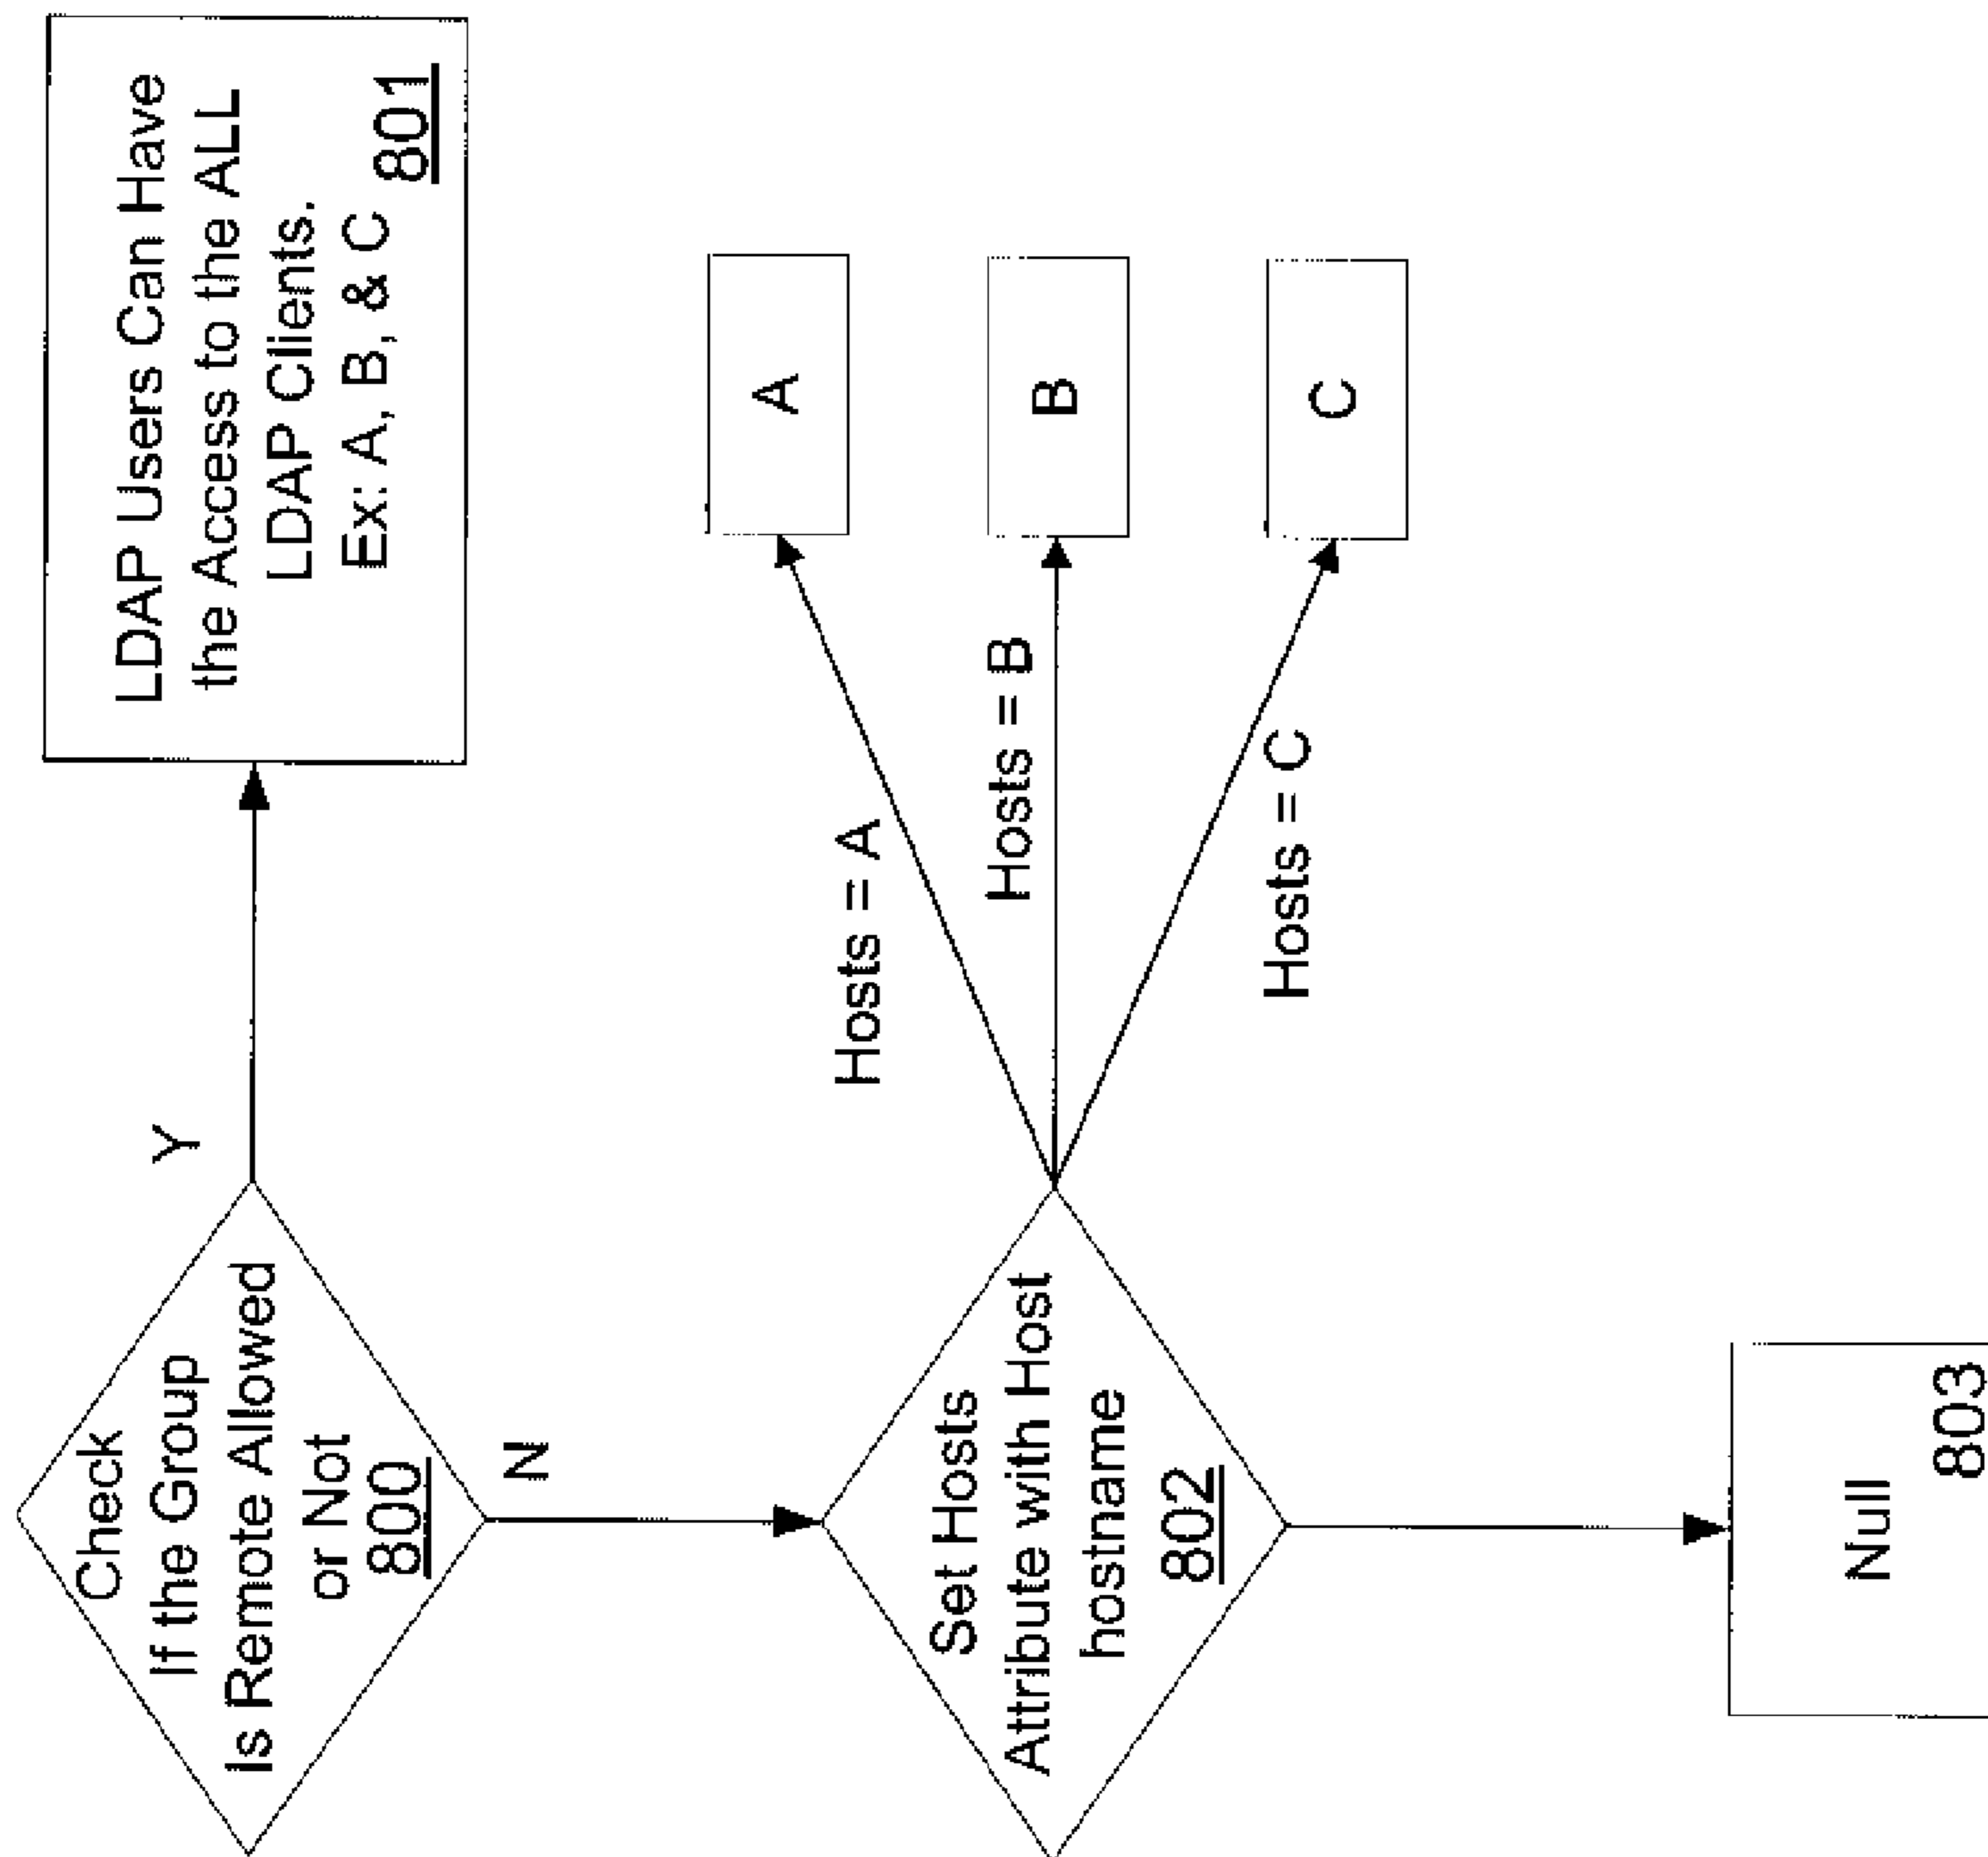 Check
If the Group
Is Remote Allowed
or Not
800
Y
LDAP Users Can Have
the Access to the ALL
LDAP Clients.
Ex: A, B, & C
801
N
Set Hosts
Attribute with Host
hostname
802
Hosts = A
A
Hosts = B
B
Hosts = C
C
Null
803